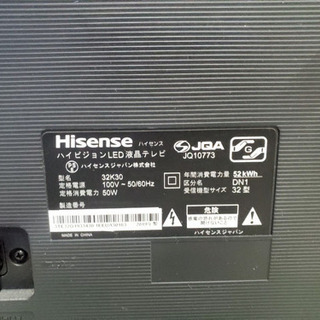 Hisense ハイセンス
ハイビジョンLED液晶テレビ
ハイセンスジャパン株式会社
JQA
JQ10773
型名 32K30
定格電源 100V~50/60Hz
定格消費電力 50W
製造番号
年間消費電力量 52kWh
区分名 DN1
受信機型サイズ 32型
MADE IN CHINA
危険
ハイセンスジャパン